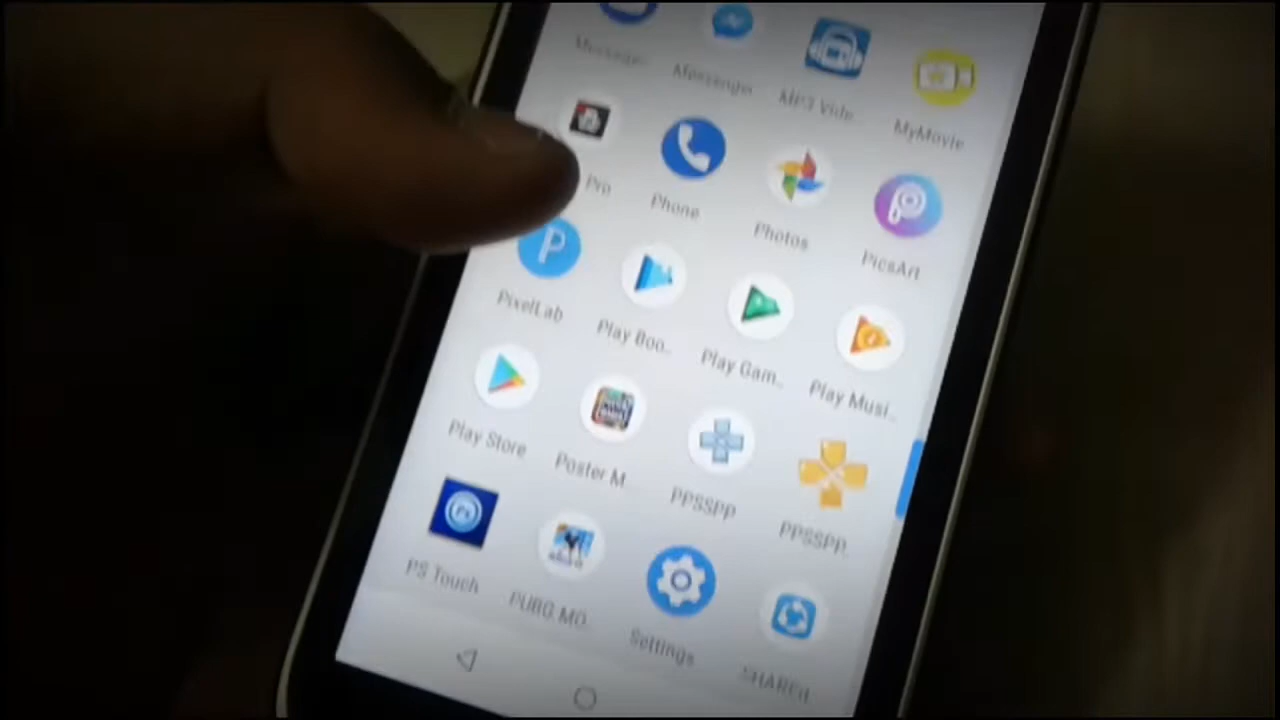 Messages
Messenger
MP3 Vide..
MyMovie
Pro
Phone
Photos
PicsArt
PixelLab
Play Boo..
Play Gam..
Play Musi..
Play Store
Poster M..
PPSSPP
PPSSPP..
PS Touch
PUBG MO..
Settings
SHAREit